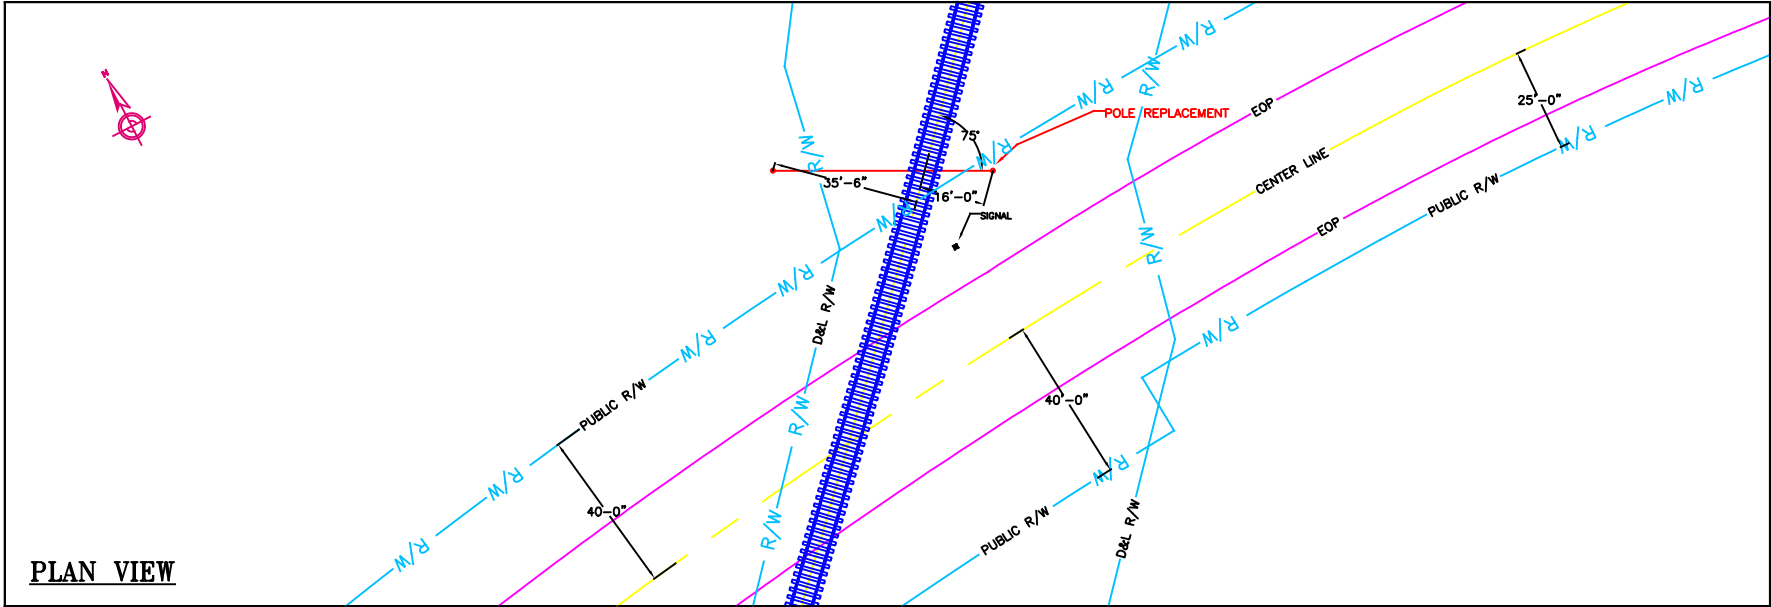 N
R/W
R/W
R/W
R/W
R/W
EOP
25'-0"
POLE REPLACEMENT
75°
R/W
R/W
R/W
CENTER LINE
35'-6"
16'-0"
PUBLIC R/W
SIGNAL
R/W
EOP
R/W
R/W
D&L R/W
R/W
R/W
PUBLIC R/W
40'-0"
R/W
R/W
R/W
40-0"
PUBLIC R/W
D&L R/W
R/W
R/W
PLAN VIEW